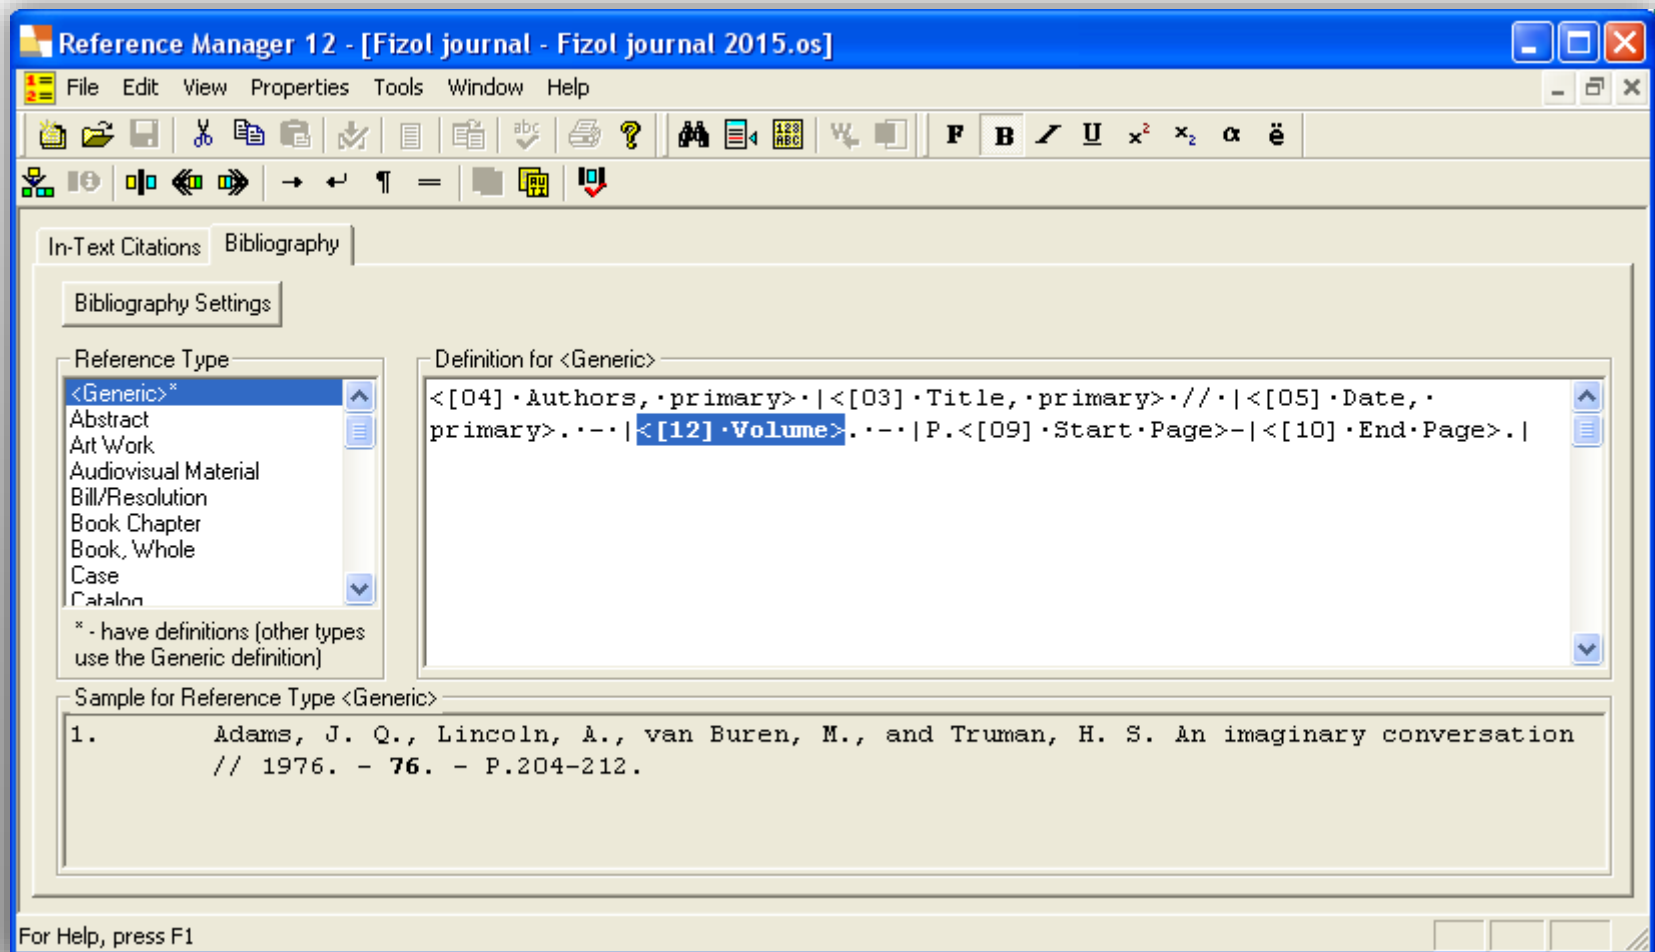 Reference Manager 12 - [Fizol journal - Fizol journal 2015.os]
File Edit View Properties Tools Window Help
F B I U x² x₂ α ë
In-Text Citations Bibliography
Bibliography Settings
Reference Type
<Generic>*
Abstract
Art Work
Audiovisual Material
Bill/Resolution
Book Chapter
Book, Whole
Case
Catalog
* - have definitions (other types
use the Generic definition)
Definition for <Generic>
<[04]·Authors,·primary>·|<[03]·Title,·primary>·//·|<[05]·Date,·
primary>.·-·|<[12]·Volume>.·-·|P.<[09]·Start·Page>-|<[10]·End·Page>.|
Sample for Reference Type <Generic>
1. Adams, J. Q., Lincoln, A., van Buren, M., and Truman, H. S. An imaginary conversation
// 1976. - 76. - P.204-212.
For Help, press F1